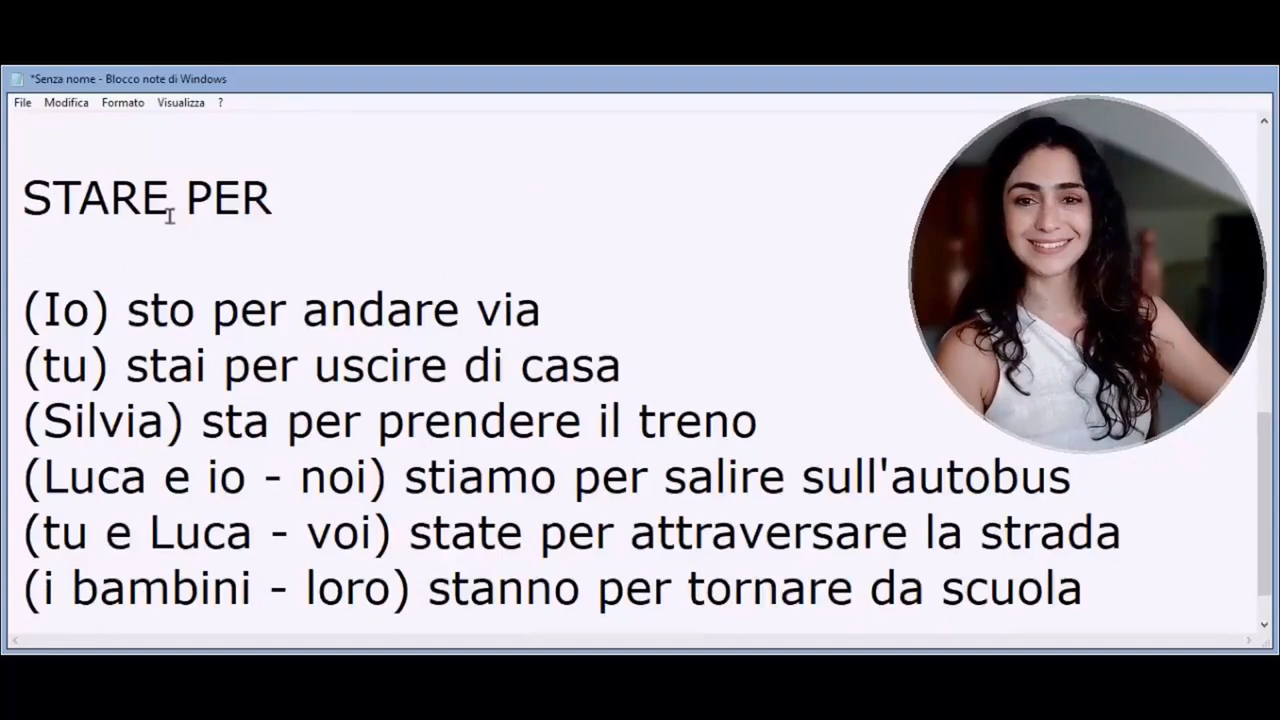 *Senza nome - Blocco note di Windows
File Modifica Formato Visualizza ?
STARE PER
(Io) sto per andare via
(tu) stai per uscire di casa
(Silvia) sta per prendere il treno
(Luca e io - noi) stiamo per salire sull'autobus
(tu e Luca - voi) state per attraversare la strada
(i bambini - loro) stanno per tornare da scuola